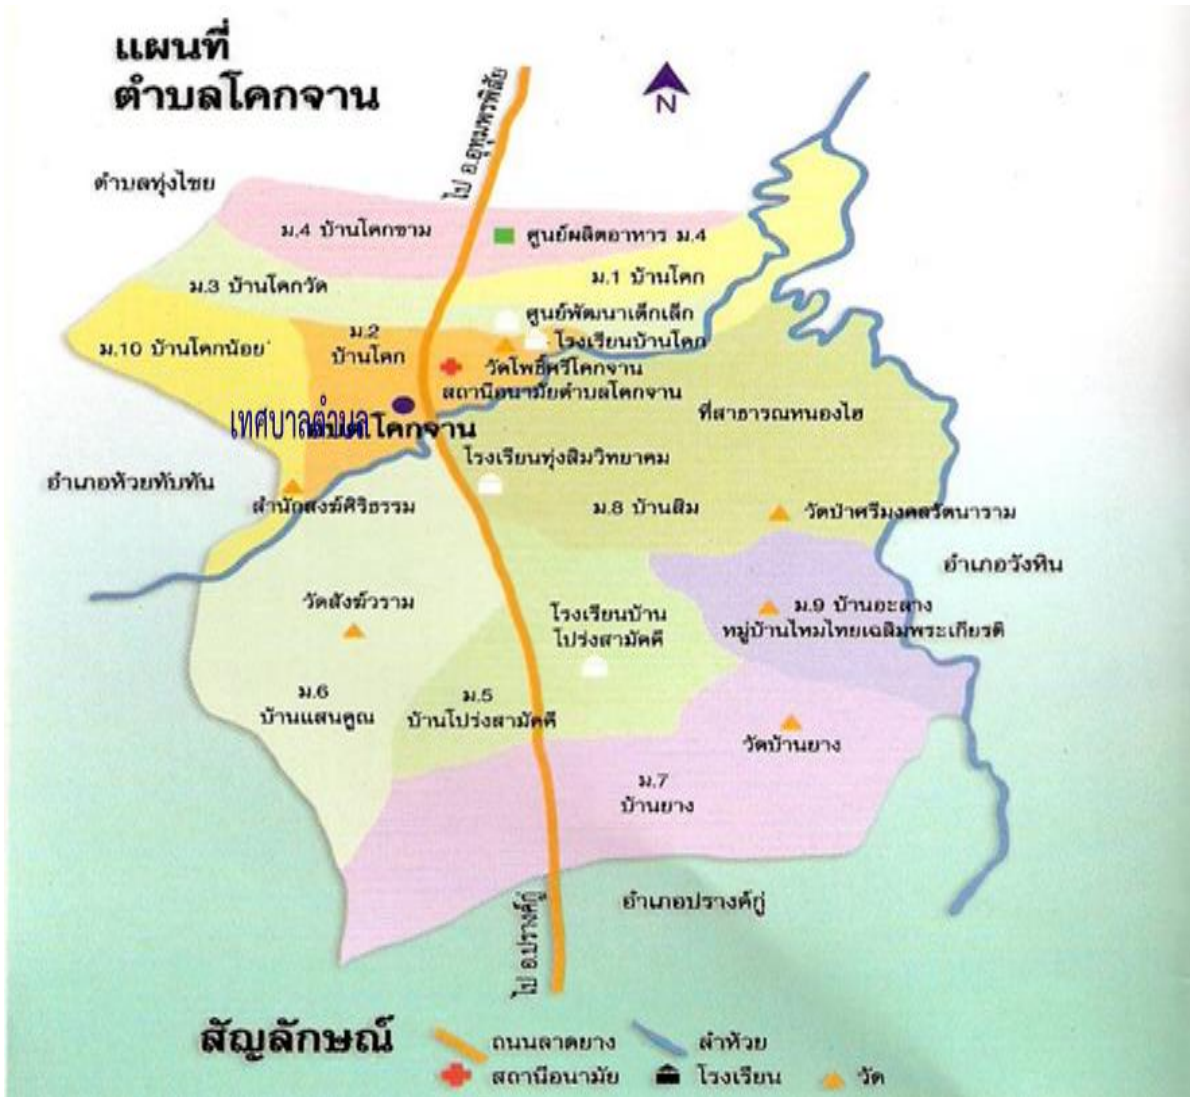 แผนที่
ตำบลโคกจาน
ไป อ.อุทุมพรพิสัย
N
ตำบลทุ่งไชย
ม.4 บ้านโคกขาม
ศูนย์ผลิตอาหาร ม.4
ม.3 บ้านโคกวัด
ม.1 บ้านโคก
ศูนย์พัฒนาเด็กเล็ก
ม.10 บ้านโคกน้อย
ม.2
บ้านโคก
โรงเรียนบ้านโคก
วัดโพธิ์ศรีโคกจาน
สถานีอนามัยตำบลโคกจาน
ที่สาธารณหนองไฮ
เทศบาลตำบล
โคกจาน
อำเภอห้วยทับทัน
โรงเรียนทุ่งสิมวิทยาคม
สำนักสงฆ์ศิริธรรม
ม.8 บ้านสิม
วัดป่าศรีมงคลรัตนาราม
อำเภอวังหิน
วัดสังฆ์วราราม
โรงเรียนบ้าน
โปร่งสามัคคี
ม.9 บ้านอะลาง
หมู่บ้านไหมไทยเฉลิมพระเกียรติ
ม.6
บ้านแสนคูณ
ม.5
บ้านโปร่งสามัคคี
วัดบ้านยาง
ม.7
บ้านยาง
อำเภอปรางค์กู่
ไป อ.ปรางค์กู่
สัญลักษณ์
ถนนลาดยาง
ลำห้วย
สถานีอนามัย
โรงเรียน
วัด